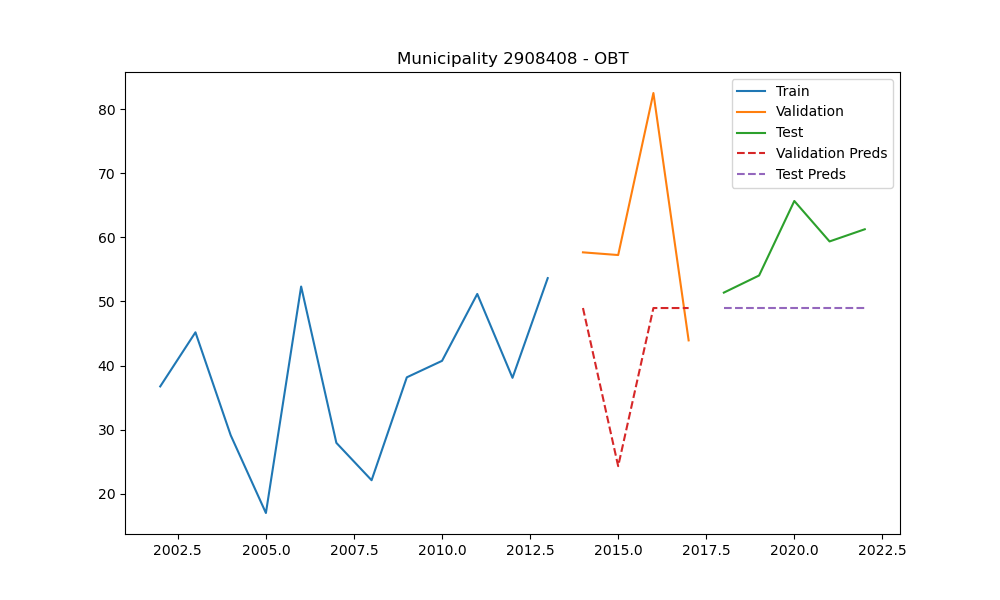 Municipality 2908408 - OBT
Train
Validation
Test
Validation Preds
Test Preds
80
70
60
50
40
30
20
2002.5 2005.0 2007.5 2010.0 2012.5 2015.0 2017.5 2020.0 2022.5